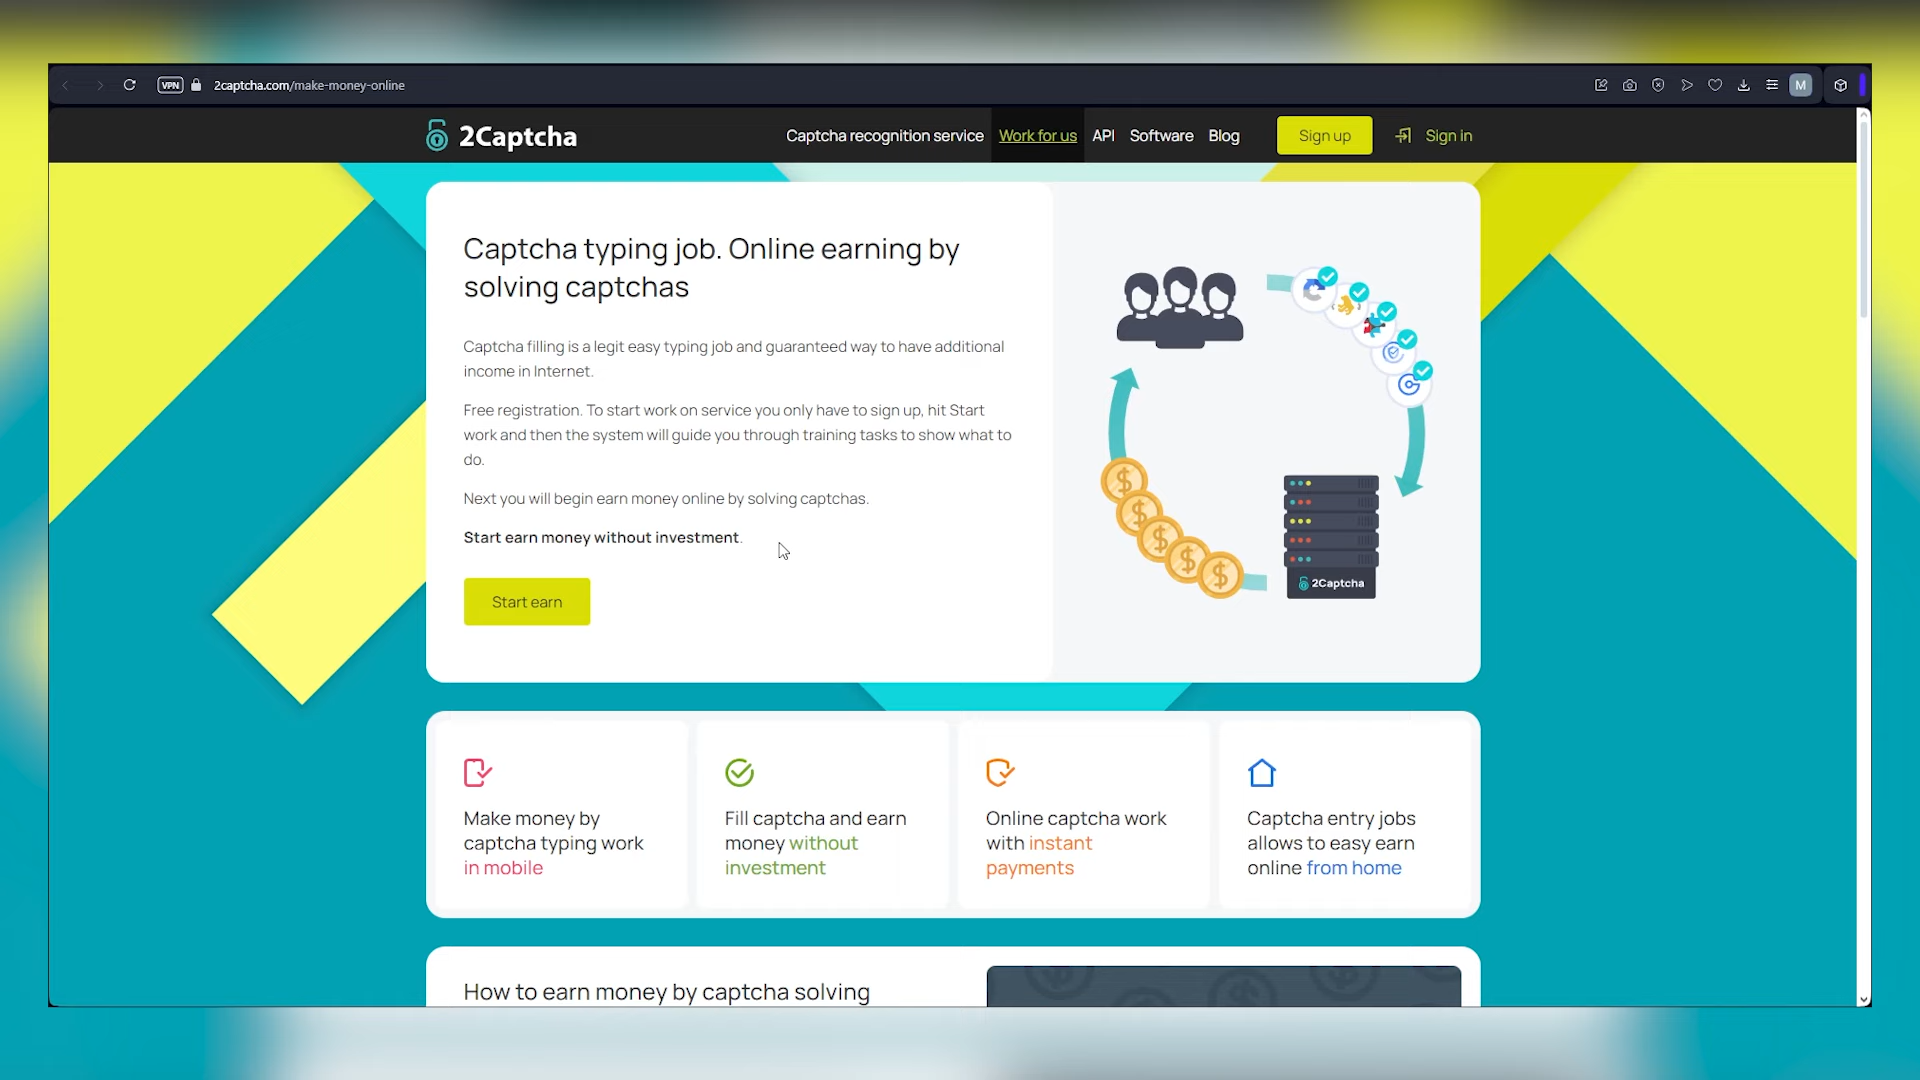 VPN
2captcha.com/make-money-online
M
2Captcha
Captcha recognition service
Work for us
API
Software
Blog
Sign up
Sign in
Captcha typing job. Online earning by
solving captchas
Captcha filling is a legit easy typing job and guaranteed way to have additional
income in Internet.
Free registration. To start work on service you only have to sign up, hit Start
work and then the system will guide you through training tasks to show what to
do.
Next you will begin earn money online by solving captchas.
Start earn money without investment.
Start earn
2Captcha
Make money by
captcha typing work
in mobile
Fill captcha and earn
money without
investment
Online captcha work
with instant
payments
Captcha entry jobs
allows to easy earn
online from home
How to earn money by captcha solving